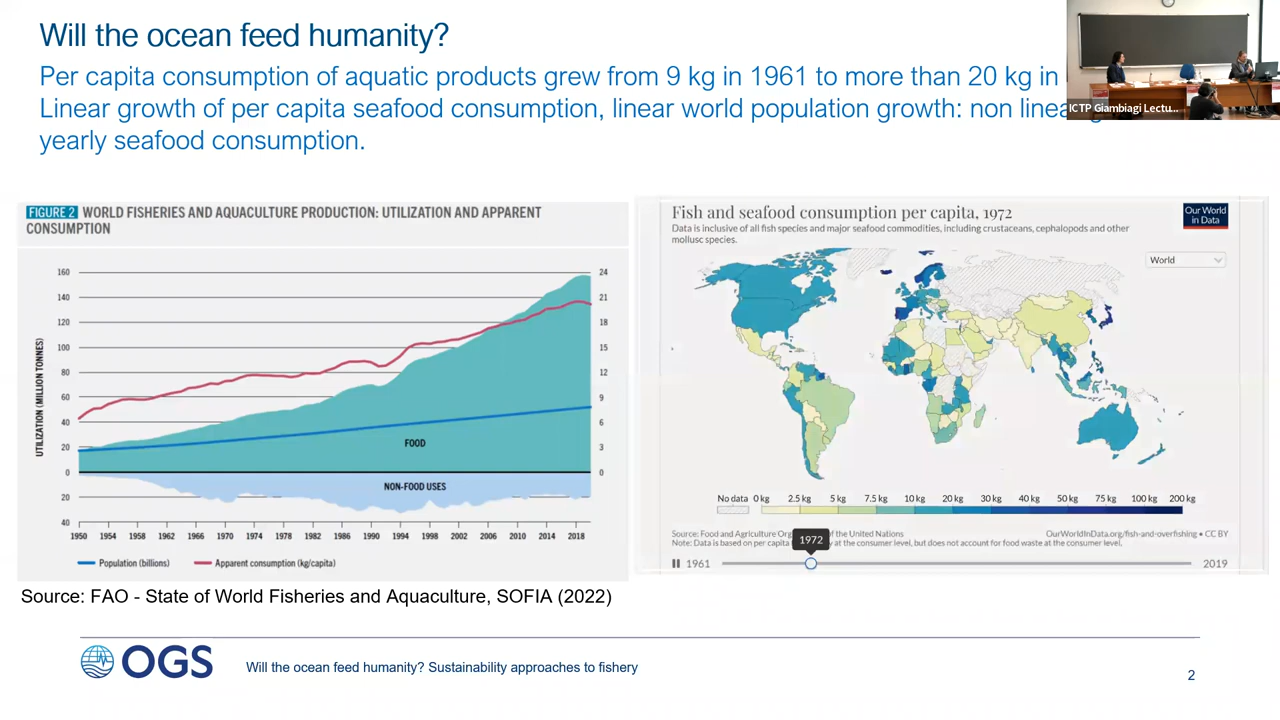 Will the ocean feed humanity?
Per capita consumption of aquatic products grew from 9 kg in 1961 to more than 20 kg in
Linear growth of per capita seafood consumption, linear world population growth: non linea
yearly seafood consumption.
ICTP Giambiagi Lectu...
FIGURE 2 WORLD FISHERIES AND AQUACULTURE PRODUCTION: UTILIZATION AND APPARENT
CONSUMPTION
UTILIZATION (MILLION TONNES)
160 24
140 21
120 18
100 15
80 12
60 9
40 6
20 3
0 0
20
40
FOOD
NON-FOOD USES
1950 1954 1958 1962 1966 1970 1974 1978 1982 1986 1990 1994 1998 2002 2006 2010 2014 2018
Population (billions) Apparent consumption (kg/capita)
Fish and seafood consumption per capita, 1972
Data is inclusive of all fish species and major seafood commodities, including crustaceans, cephalopods and other
mollusc species.
Our World
in Data
World
No data 0 kg 2.5 kg 5 kg 7.5 kg 10 kg 20 kg 30 kg 40 kg 50 kg 75 kg 100 kg 200 kg
Source: Food and Agriculture Org of the United Nations OurWorldInData.org/fish-and-overfishing • CC BY
Note: Data is based on per capita y at the consumer level, but does not account for food waste at the consumer level.
1972
1961 2019
Source: FAO - State of World Fisheries and Aquaculture, SOFIA (2022)
OGS
Will the ocean feed humanity? Sustainability approaches to fishery
2